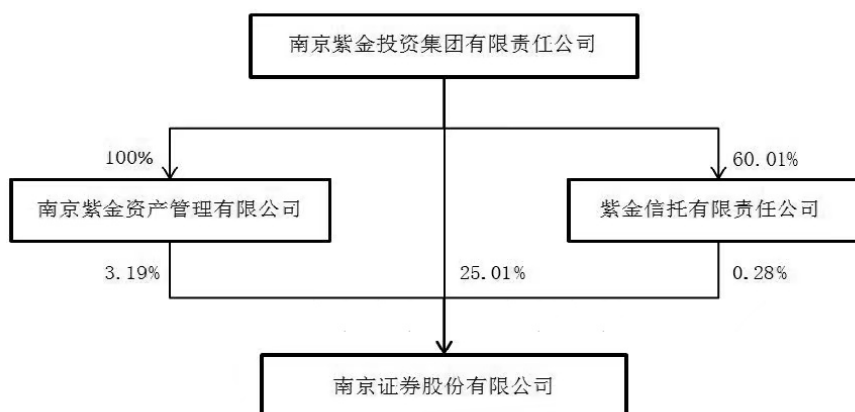 南京紫金投资集团有限责任公司
100%
60.01%
南京紫金资产管理有限公司
紫金信托有限责任公司
3.19%
25.01%
0.28%
南京证券股份有限公司